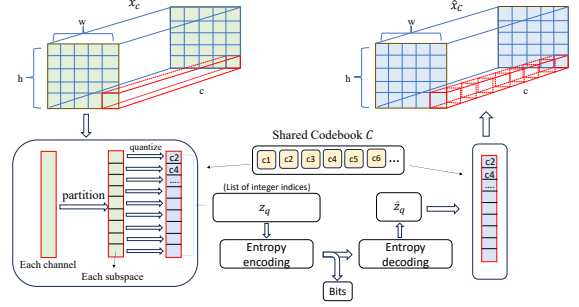 x_c
x̂_c
w
w
h
h
c
c
Shared Codebook C
quantize
c1 c2 c3 c4 c5 c6 ...
c2
c4
....
c2
c4
....
partition
(List of integer indices)
z_q
ẑ_q
Each channel
Each subspace
Entropy
encoding
Entropy
decoding
Bits